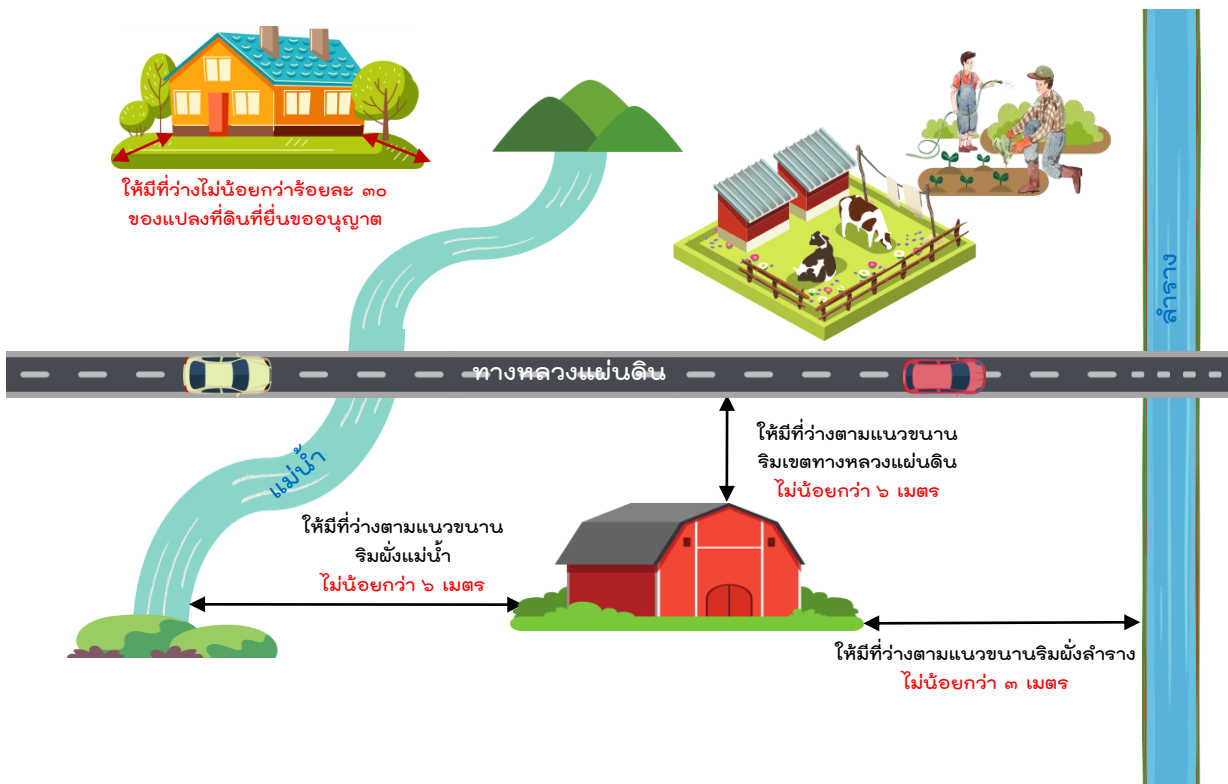 ให้มีที่ว่างไม่น้อยกว่าร้อยละ ๓๐
ของแปลงที่ดินที่ยื่นขออนุญาต
ลำราง
ทางหลวงแผ่นดิน
ให้มีที่ว่างตามแนวขนาน
ริมเขตทางหลวงแผ่นดิน
ไม่น้อยกว่า ๖ เมตร
แม่น้ำ
ให้มีที่ว่างตามแนวขนาน
ริมฝั่งแม่น้ำ
ไม่น้อยกว่า ๖ เมตร
ให้มีที่ว่างตามแนวขนานริมฝั่งลำราง
ไม่น้อยกว่า ๓ เมตร